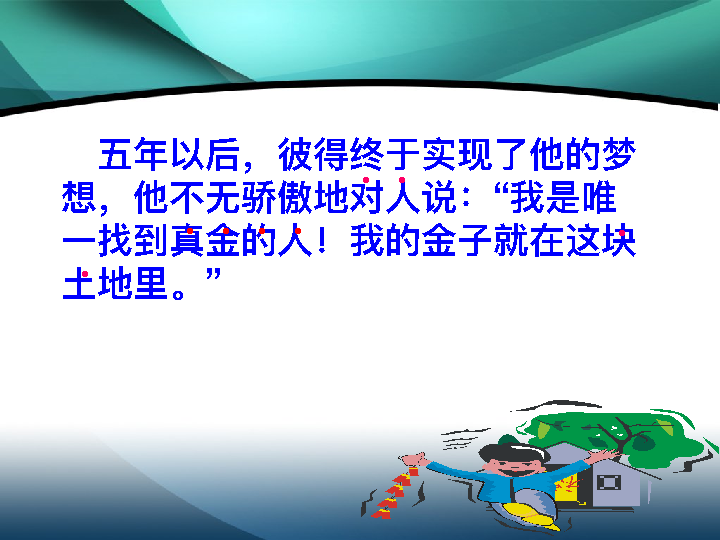 五年以后，彼得终于实现了他的梦
想，他不无骄傲地对人说：“我是唯
一找到真金的人！我的金子就在这块
土地里。”